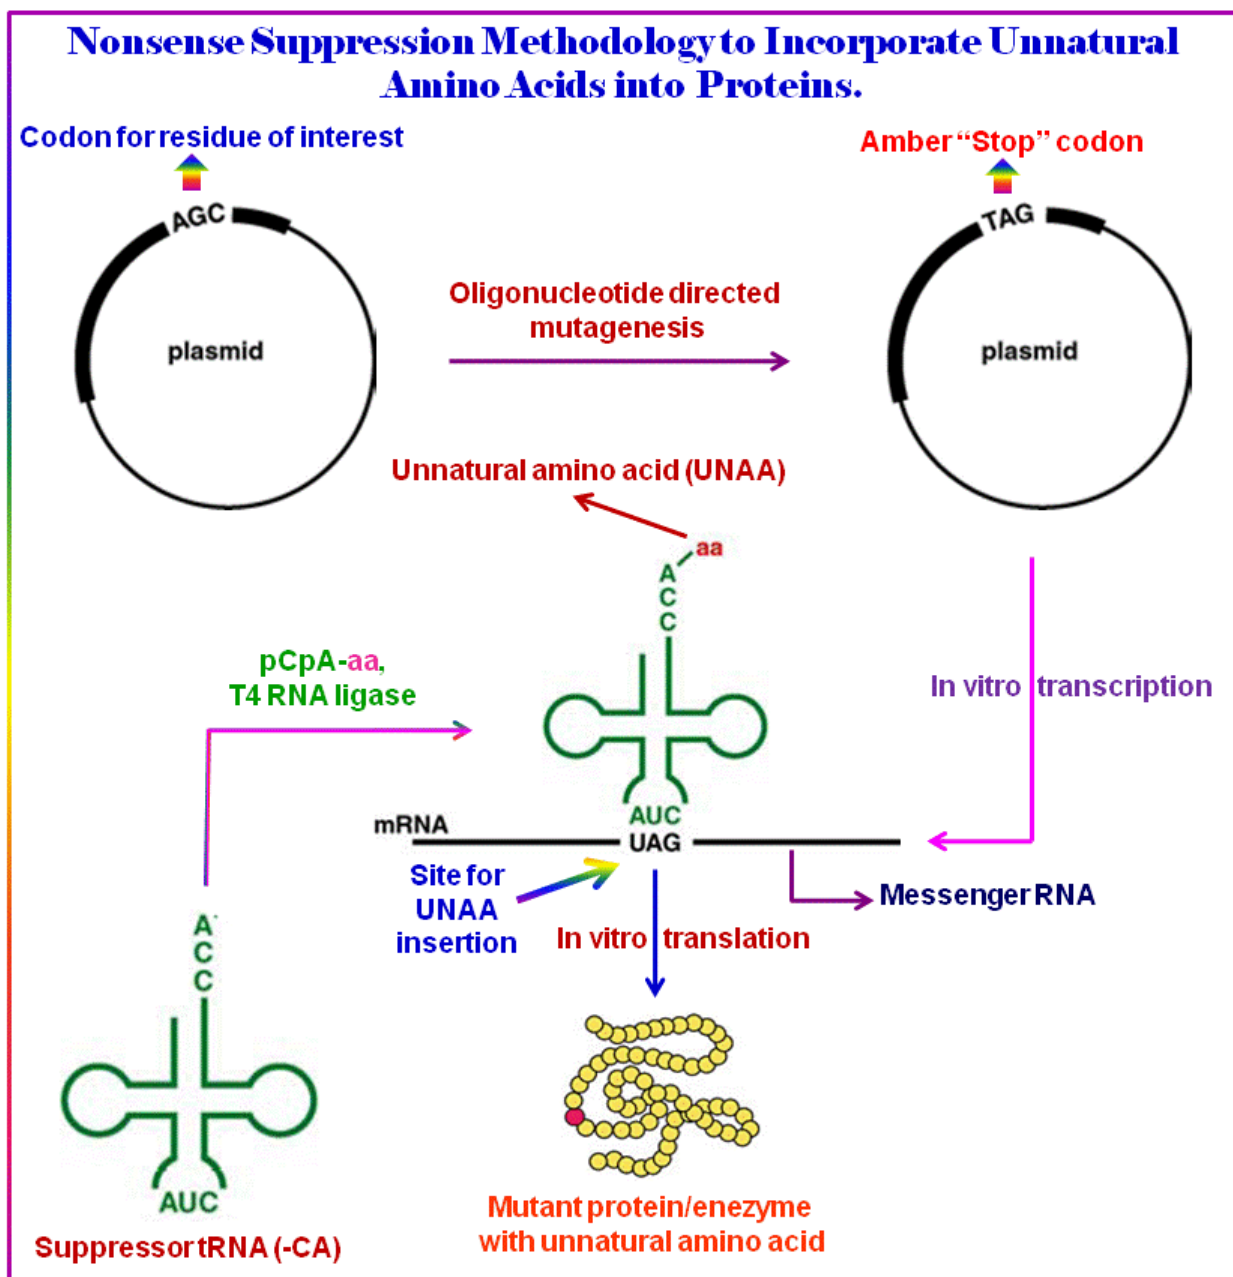 Nonsense Suppression Methodology to Incorporate Unnatural
Amino Acids into Proteins.
Codon for residue of interest
Amber “Stop” codon
AGC
TAG
plasmid
plasmid
Oligonucleotide directed
mutagenesis
Unnatural amino acid (UNAA)
aa
A
C
C
pCpA-aa,
T4 RNA ligase
In vitro transcription
AUC
mRNA
UAG
Site for
UNAA
insertion
Messenger RNA
In vitro translation
A
C
C
AUC
Suppressor tRNA (-CA)
Mutant protein/enezyme
with unnatural amino acid